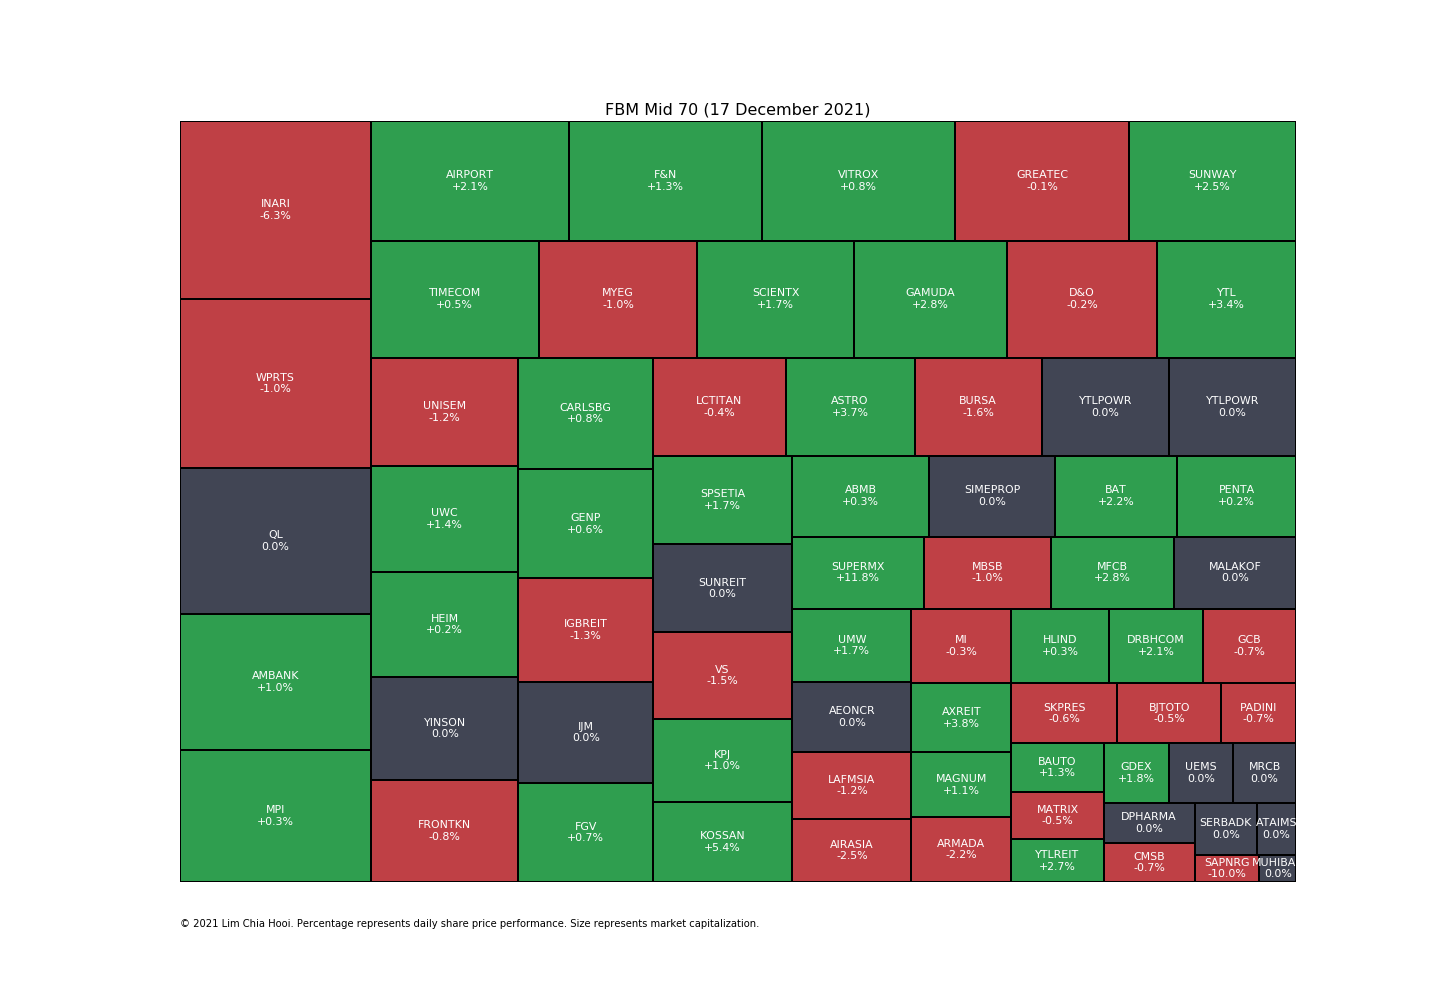 FBM Mid 70 (17 December 2021)
INARI
-6.3%
WPRTS
-1.0%
QL
0.0%
AMBANK
+1.0%
MPI
+0.3%
AIRPORT
+2.1%
F&N
+1.3%
VITROX
+0.8%
GREATEC
-0.1%
SUNWAY
+2.5%
TIMECOM
+0.5%
MYEG
-1.0%
SCIENTX
+1.7%
GAMUDA
+2.8%
D&O
-0.2%
YTL
+3.4%
UNISEM
-1.2%
UWC
+1.4%
HEIM
+0.2%
YINSON
0.0%
FRONTKN
-0.8%
CARLSBG
+0.8%
GENP
+0.6%
IGBREIT
-1.3%
IJM
0.0%
FGV
+0.7%
LCTITAN
-0.4%
ASTRO
+3.7%
BURSA
-1.6%
YTLPOWR
0.0%
YTLPOWR
0.0%
SPSETIA
+1.7%
SUNREIT
0.0%
VS
-1.5%
KPJ
+1.0%
KOSSAN
+5.4%
ABMB
+0.3%
SIMEPROP
0.0%
BAT
+2.2%
PENTA
+0.2%
SUPERMX
+11.8%
MBSB
-1.0%
MFCB
+2.8%
MALAKOF
0.0%
UMW
+1.7%
AEONCR
0.0%
LAFMSIA
-1.2%
AIRASIA
-2.5%
MI
-0.3%
AXREIT
+3.8%
MAGNUM
+1.1%
ARMADA
-2.2%
HLIND
+0.3%
DRBHCOM
+2.1%
GCB
-0.7%
SKPRES
-0.6%
BJTOTO
-0.5%
PADINI
-0.7%
BAUTO
+1.3%
MATRIX
-0.5%
YTLREIT
+2.7%
GDEX
+1.8%
UEMS
0.0%
MRCB
0.0%
DPHARMA
0.0%
CMSB
-0.7%
SERBADK
0.0%
ATAIMS
0.0%
SAPNRG
-10.0%
MUHIBA
0.0%
© 2021 Lim Chia Hooi. Percentage represents daily share price performance. Size represents market capitalization.